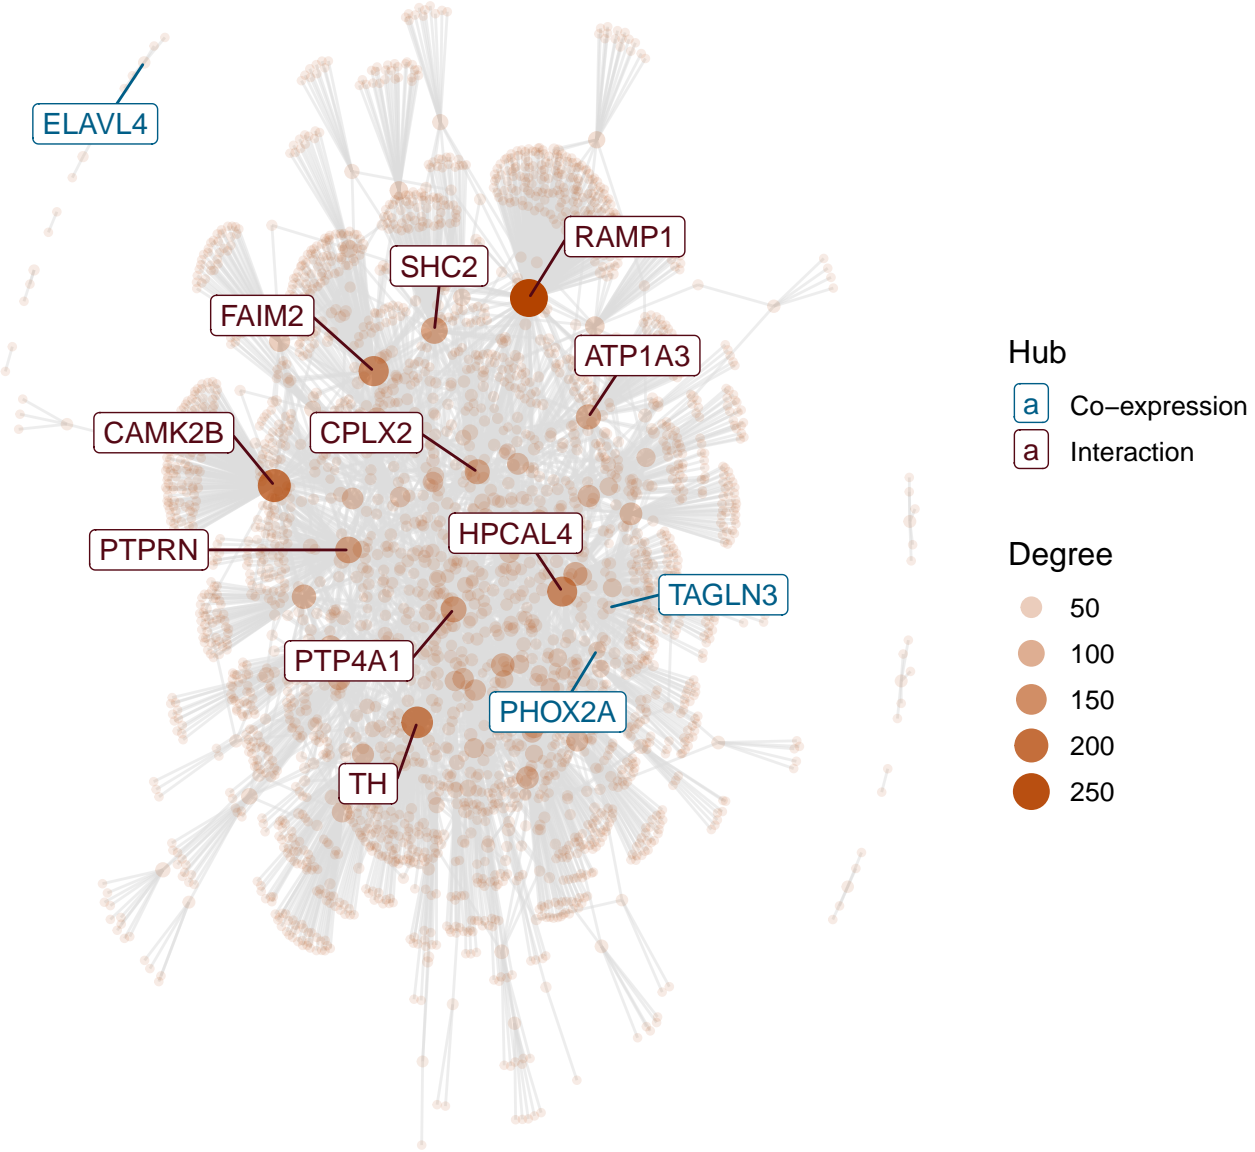 ELAVL4
RAMP1
SHC2
FAIM2
ATP1A3
CAMK2B
CPLX2
HPCAL4
PTPRN
TAGLN3
PTP4A1
PHOX2A
TH
Hub
a Co−expression
a Interaction
Degree
50
100
150
200
250